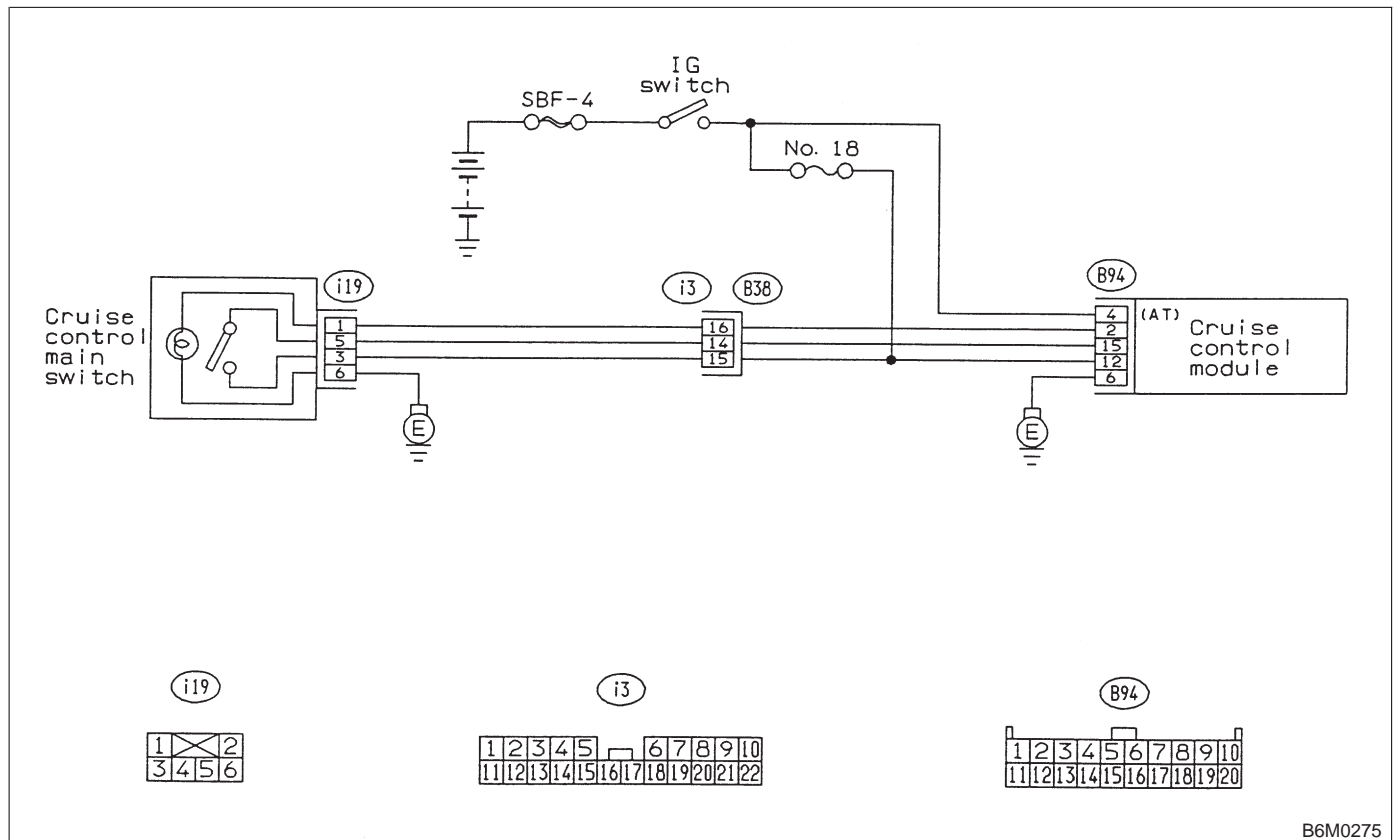 IG
switch
SBF-4
No. 18
i19
i3
B38
B94
Cruise
control
main
switch
1
5
3
6
16
14
15
4
2
15
12
6
(AT)
Cruise
control
module
E
E
i19
i3
B94
1 2
3 4 5 6
1 2 3 4 5 6 7 8 9 10
11 12 13 14 15 16 17 18 19 20 21 22
1 2 3 4 5 6 7 8 9 10
11 12 13 14 15 16 17 18 19 20
B6M0275